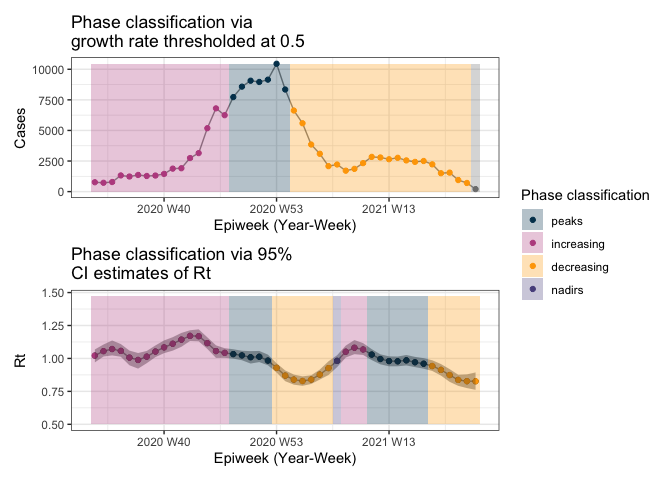 Phase classification via
growth rate thresholded at 0.5
10000
7500
5000
2500
0
Cases
2020 W40
2020 W53
2021 W13
Epiweek (Year-Week)
Phase classification via 95%
CI estimates of Rt
1.50
1.25
1.00
0.75
0.50
Rt
2020 W40
2020 W53
2021 W13
Epiweek (Year-Week)
Phase classification
peaks
increasing
decreasing
nadirs